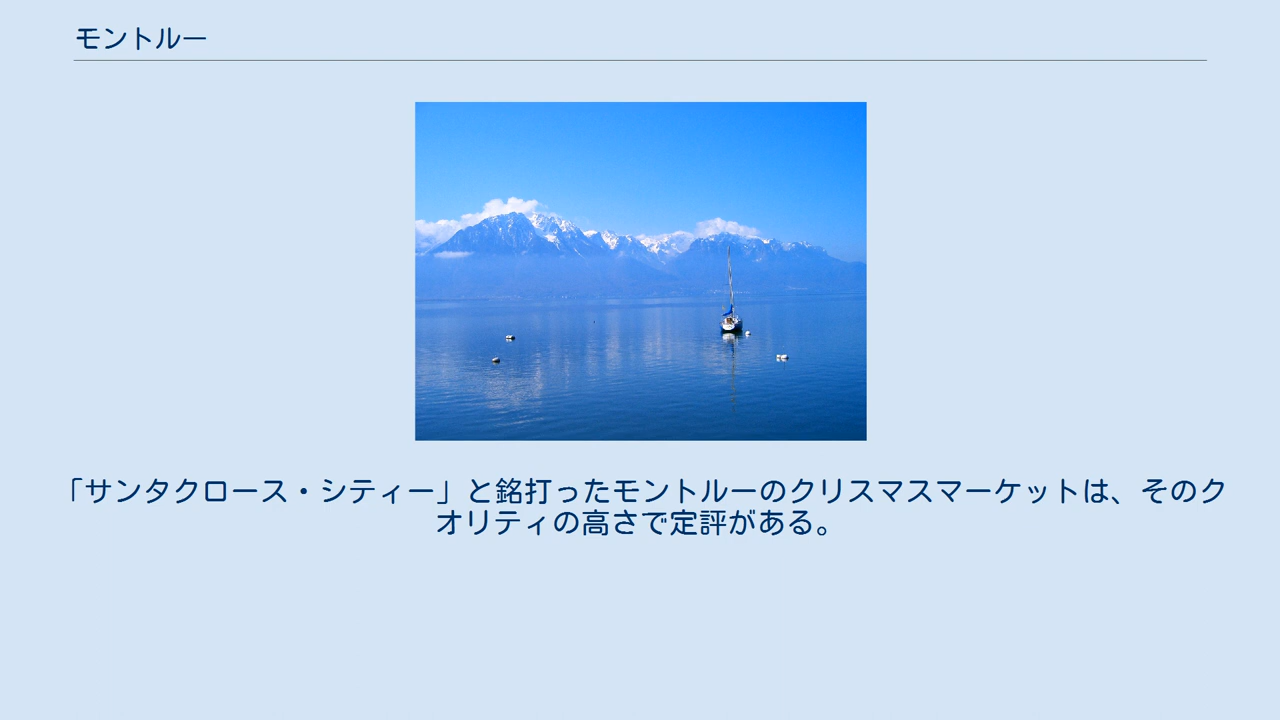 モントルー
「サンタクロース・シティー」と銘打ったモントルーのクリスマスマーケットは、そのク
オリティの高さで定評がある。